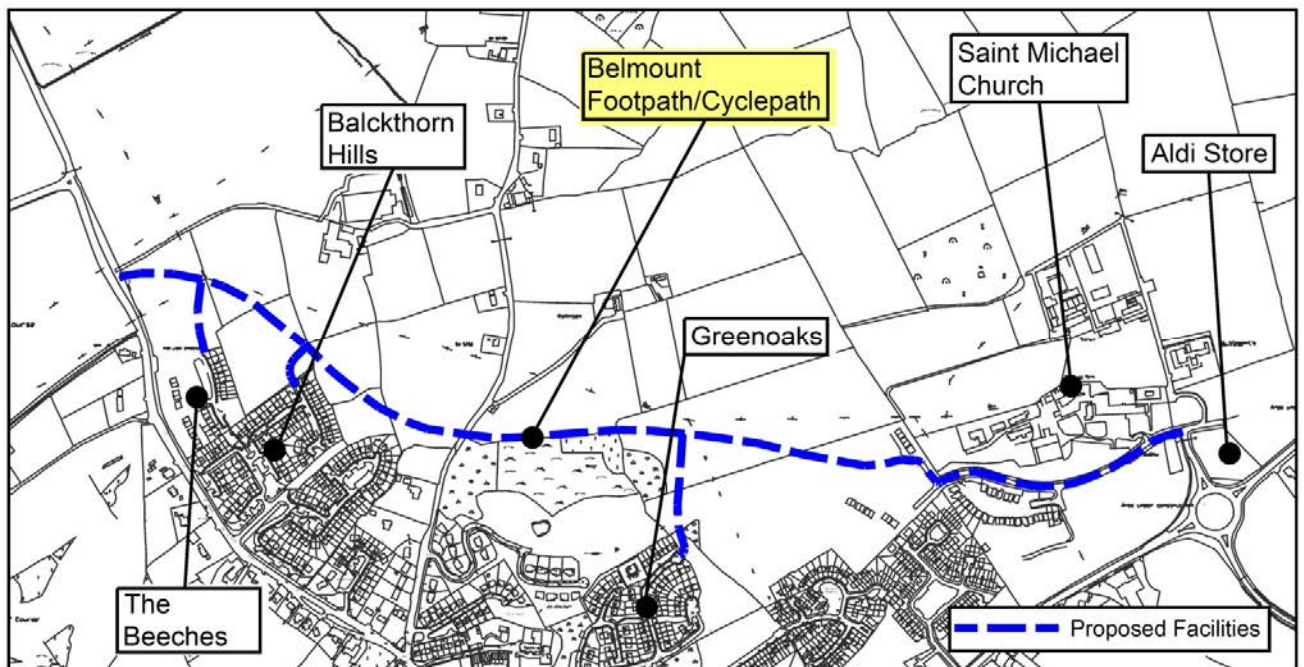 Belmount
Footpath/Cyclepath
Saint Michael
Church
Balckthorn
Hills
Aldi Store
Greenoaks
The
Beeches
Proposed Facilities